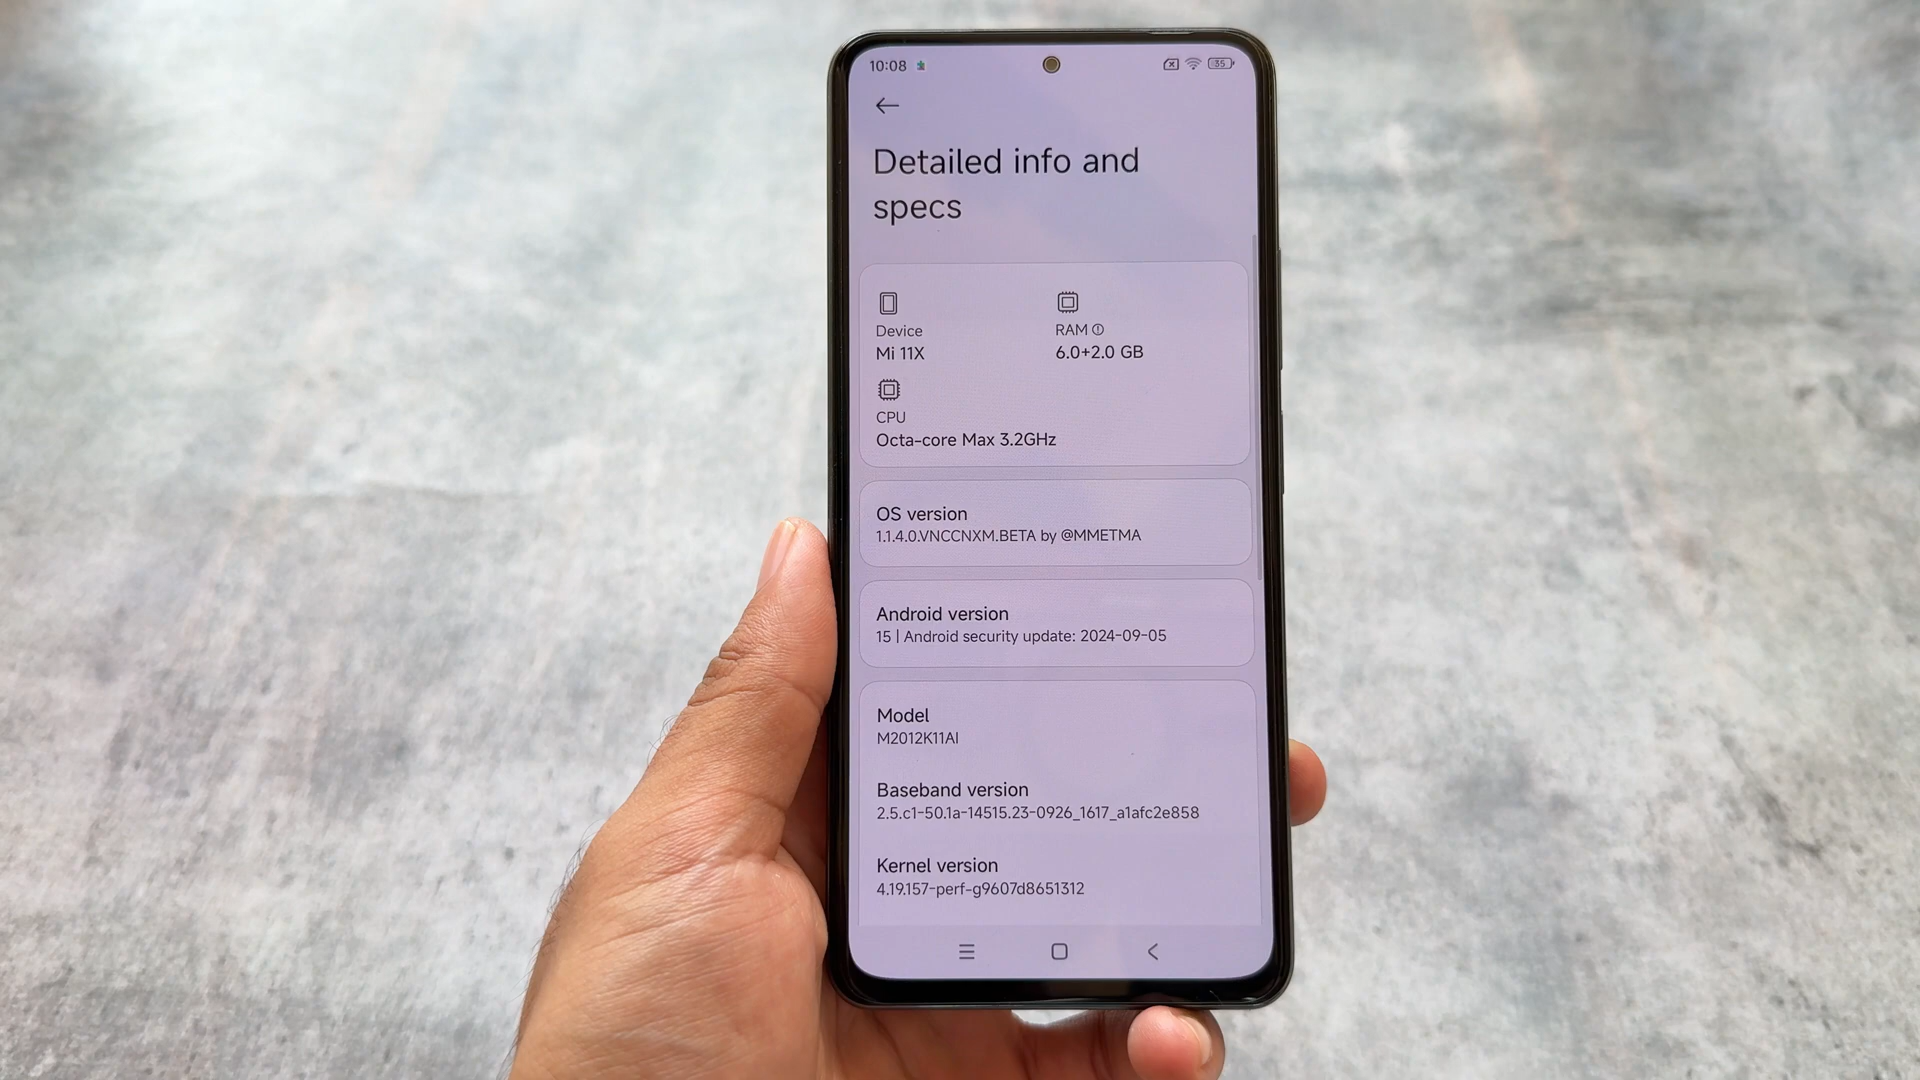 10:08
35
Detailed info and
specs
Device
Mi 11X
RAM
6.0+2.0 GB
CPU
Octa-core Max 3.2GHz
OS version
1.1.4.0.VNCCNXM.BETA by @MMETMA
Android version
15 | Android security update: 2024-09-05
Model
M2012K11AI
Baseband version
2.5.c1-50.1a-14515.23-0926_1617_a1afc2e858
Kernel version
4.19.157-perf-g9607d8651312